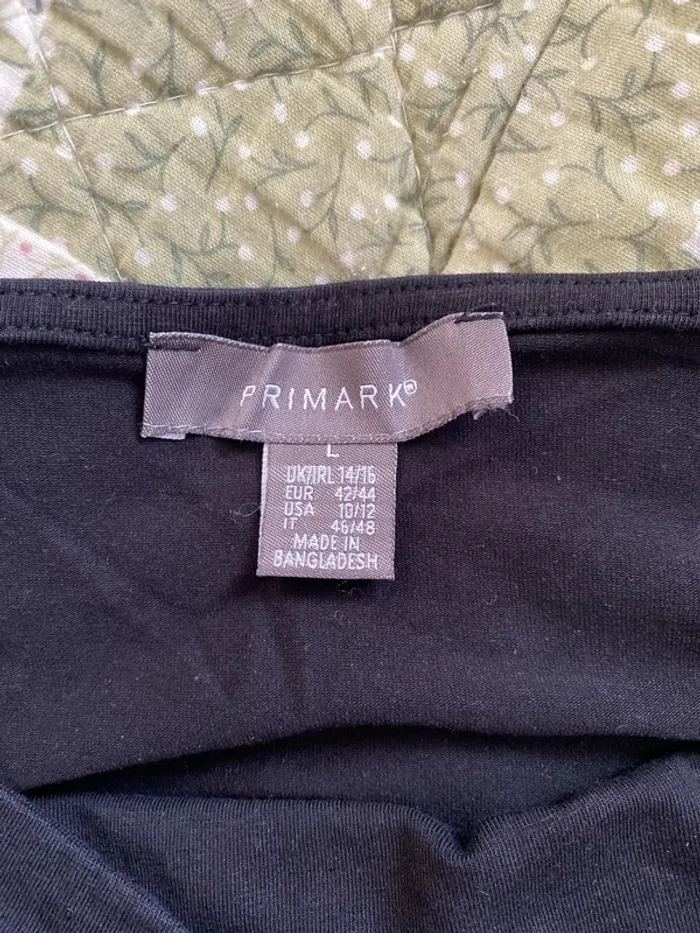 PRIMARK®
L
UK/IRL 14/16
EUR 42/44
USA 10/12
IT 46/48
MADE IN
BANGLADESH